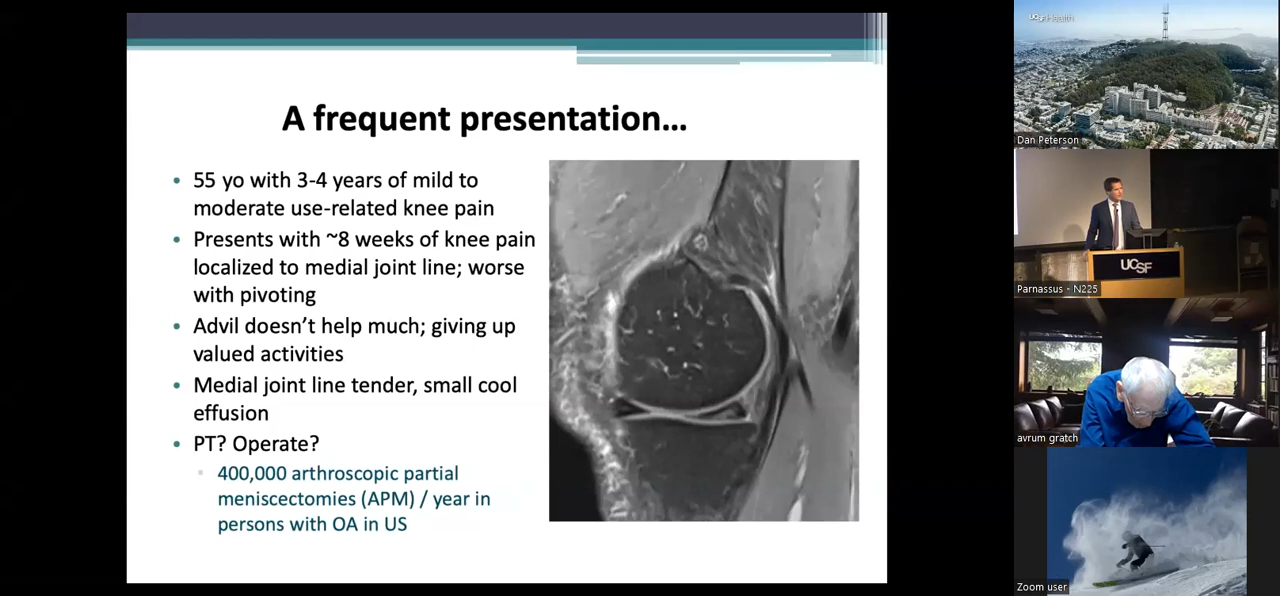 A frequent presentation...
• 55 yo with 3-4 years of mild to
moderate use-related knee pain
• Presents with ~8 weeks of knee pain
localized to medial joint line; worse
with pivoting
• Advil doesn't help much; giving up
valued activities
• Medial joint line tender, small cool
effusion
• PT? Operate?
400,000 arthroscopic partial
meniscectomies (APM) / year in
persons with OA in US
UCSF Health
Dan Peterson
UCSF
Parnassus - N225
avrum gratch
Zoom user